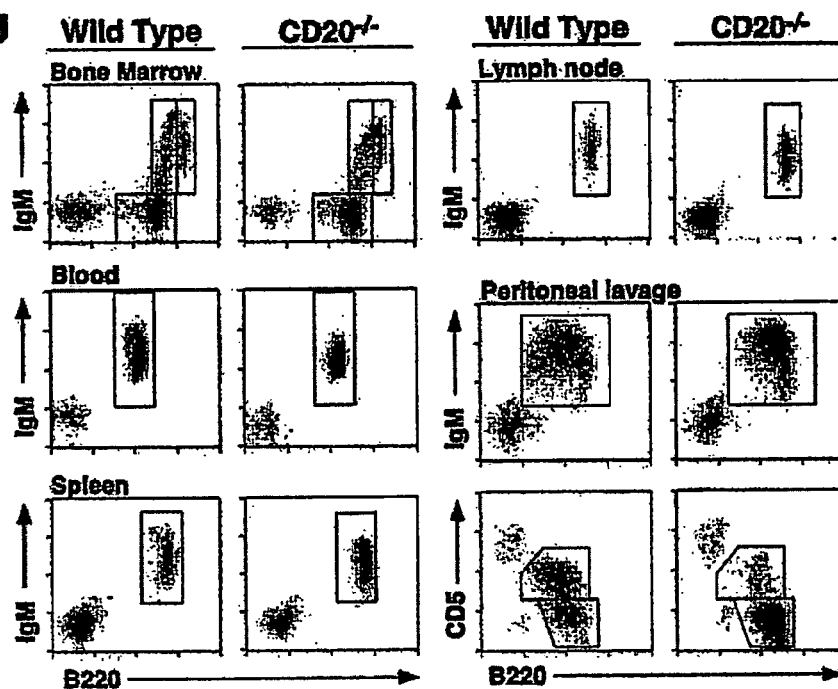 Wild Type CD20-/- Wild Type CD20-/-
Bone Marrow
IgM
Lymph node
IgM
Blood
IgM
Peritoneal lavage
IgM
Spleen
IgM
CD5
B220
B220